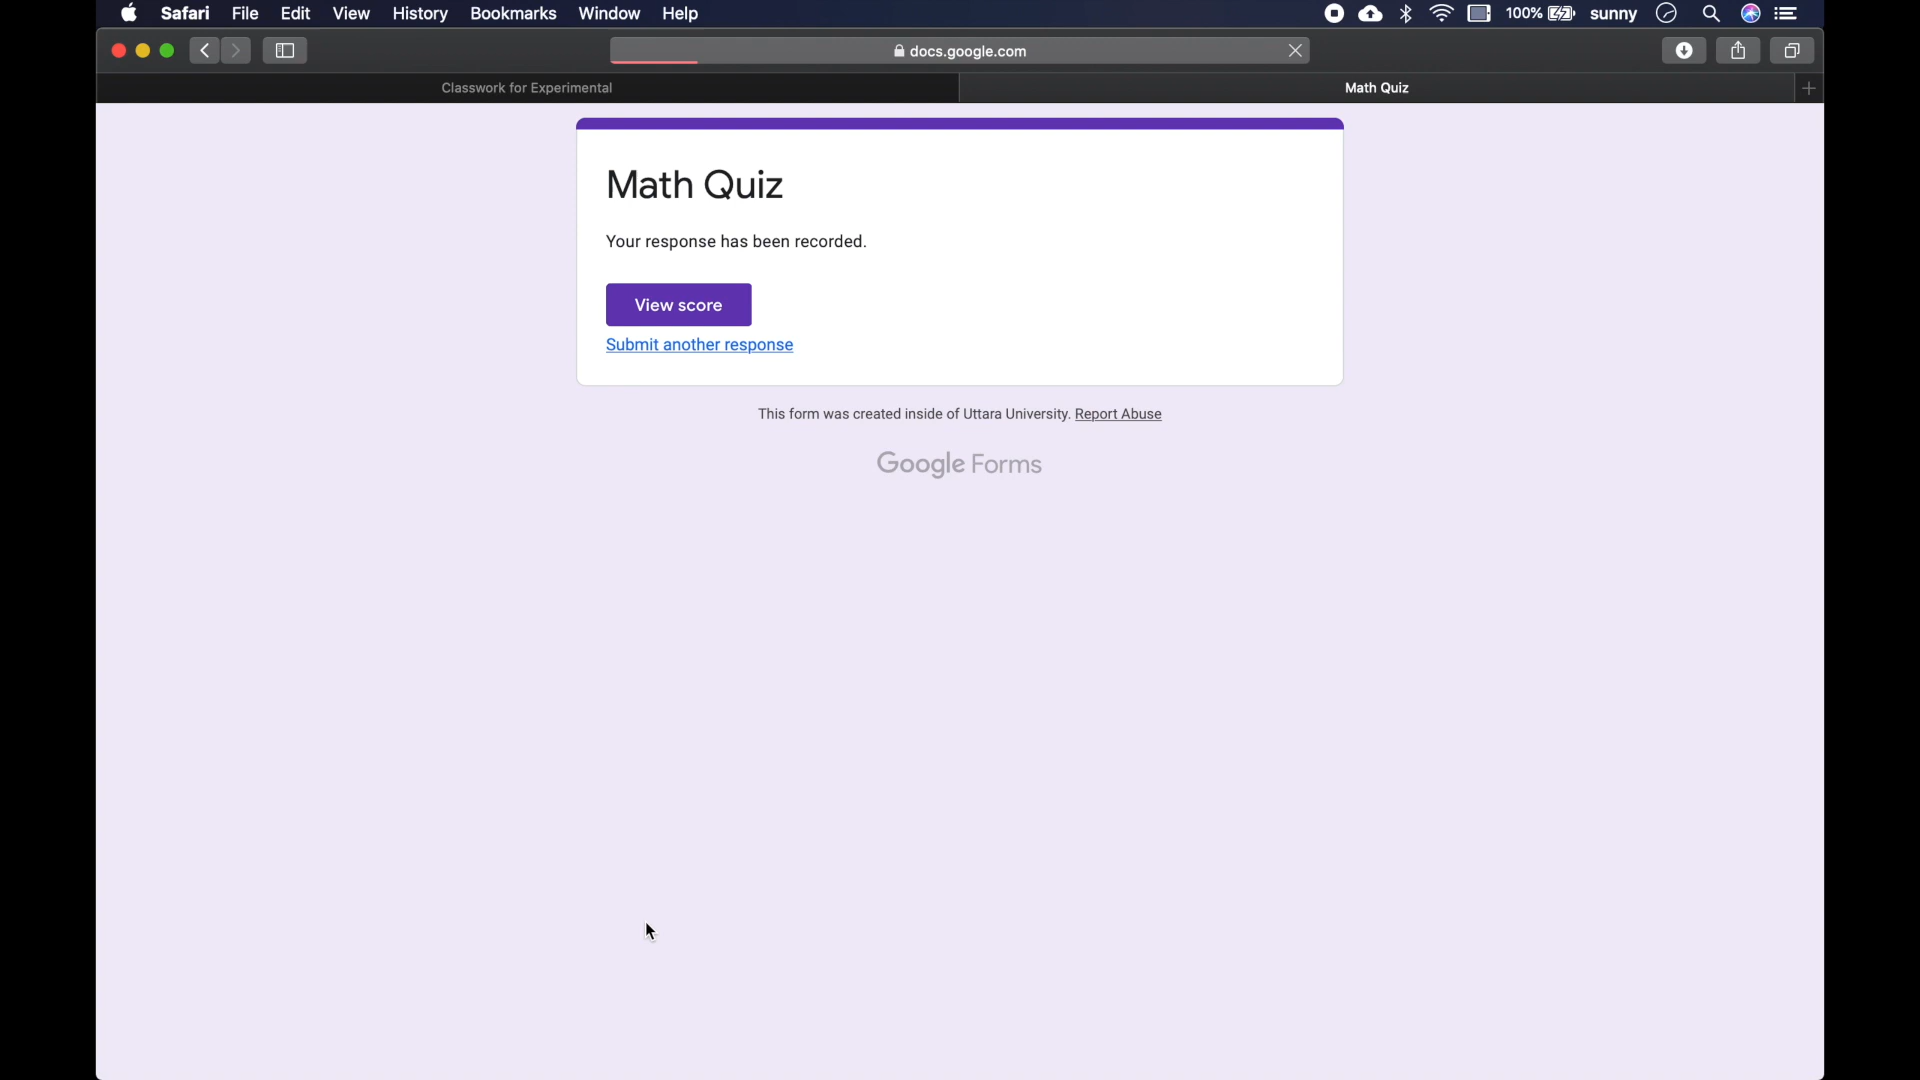 Safari File Edit View History Bookmarks Window Help 100% sunny
docs.google.com
Classwork for Experimental Math Quiz
Math Quiz
Your response has been recorded.
View score
Submit another response
This form was created inside of Uttara University. Report Abuse
Google Forms